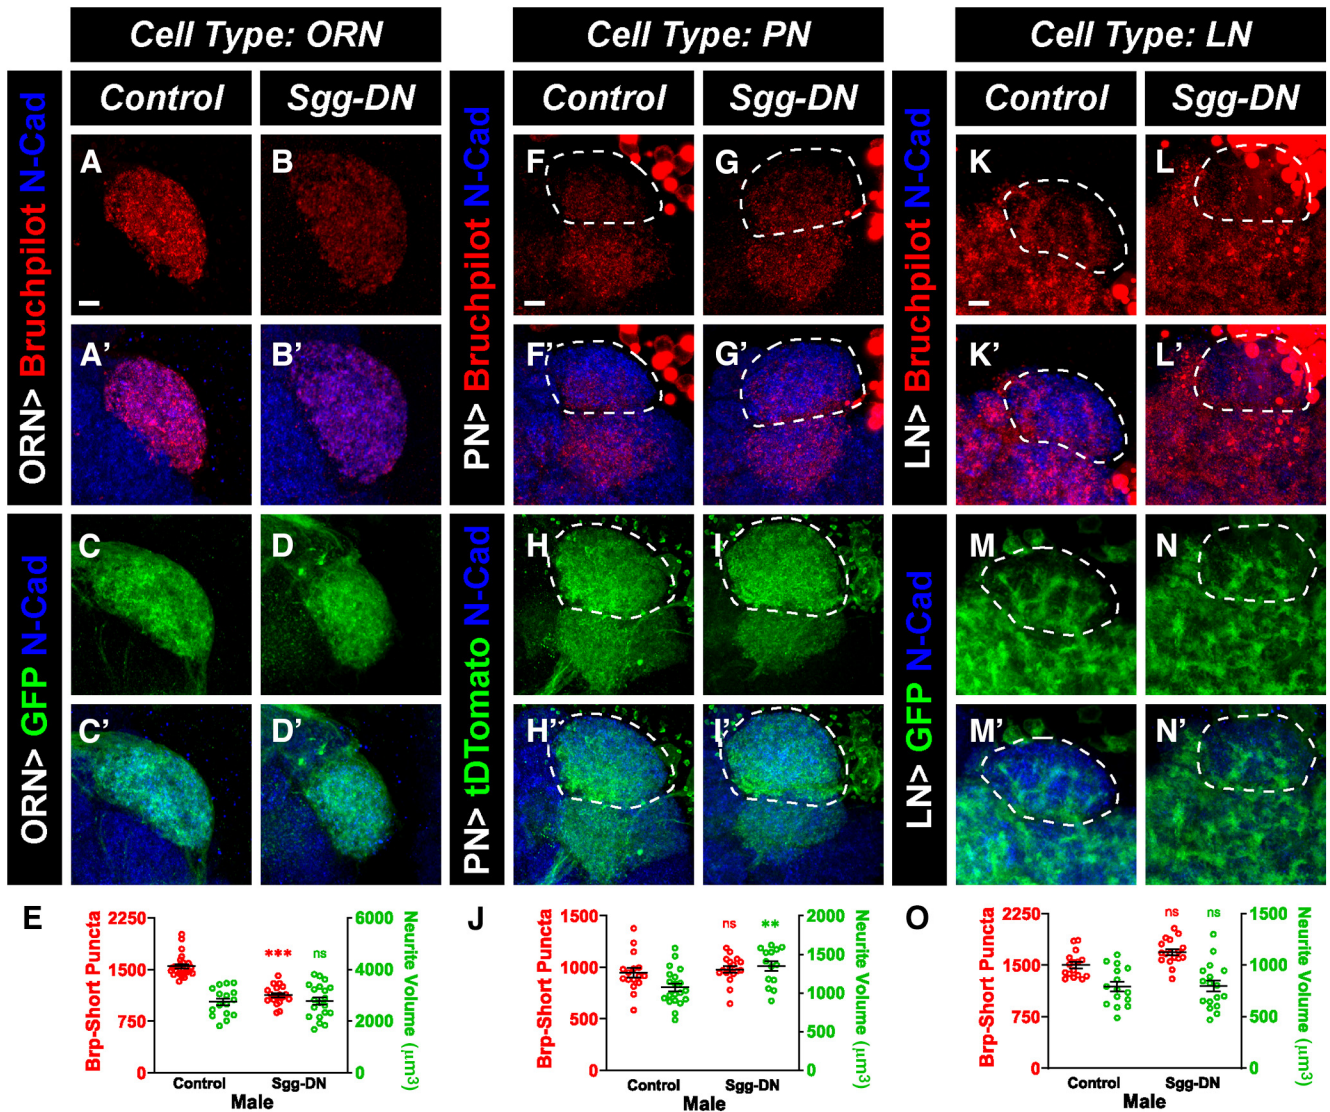 Cell Type: ORN
Cell Type: PN
Cell Type: LN
Control
Sgg-DN
Control
Sgg-DN
Control
Sgg-DN
ORN> Bruchpilot N-Cad
A
B
A'
B'
PN> Bruchpilot N-Cad
F
G
F'
G'
LN> Bruchpilot N-Cad
K
L
K'
L'
ORN> GFP N-Cad
C
D
C'
D'
PN> tDTomato N-Cad
H
I
H'
I'
LN> GFP N-Cad
M
N
M'
N'
E
Brp-Short Puncta
2250
1500
750
0
***
ns
6000
4000
2000
0
Neurite Volume (μm³)
Control
Sgg-DN
Male
J
Brp-Short Puncta
1500
1000
500
0
ns
**
2000
1500
1000
500
0
Neurite Volume (μm³)
Control
Sgg-DN
Male
O
Brp-Short Puncta
2250
1500
750
0
ns
ns
1500
1000
500
0
Neurite Volume (μm³)
Control
Sgg-DN
Male